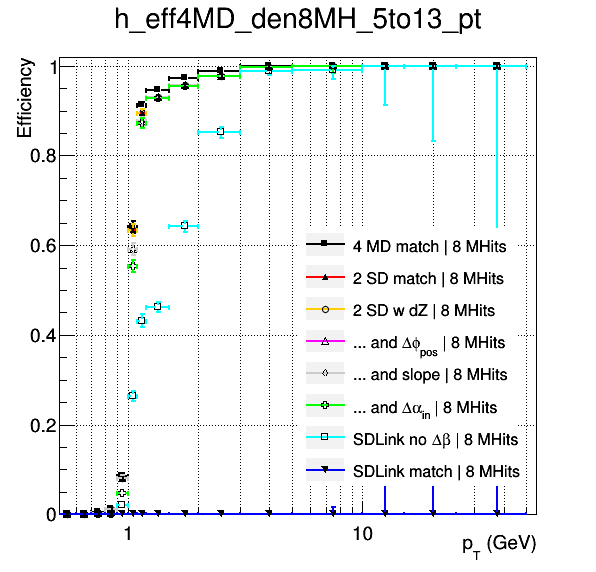 h_eff4MD_den8MH_5to13_pt
Efficiency
1
0.8
0.6
0.4
0.2
0
4 MD match | 8 MHits
2 SD match | 8 MHits
2 SD w dZ | 8 MHits
... and Δϕpos | 8 MHits
... and slope | 8 MHits
... and Δαin | 8 MHits
SDLink no Δβ | 8 MHits
SDLink match | 8 MHits
1
10
pT (GeV)